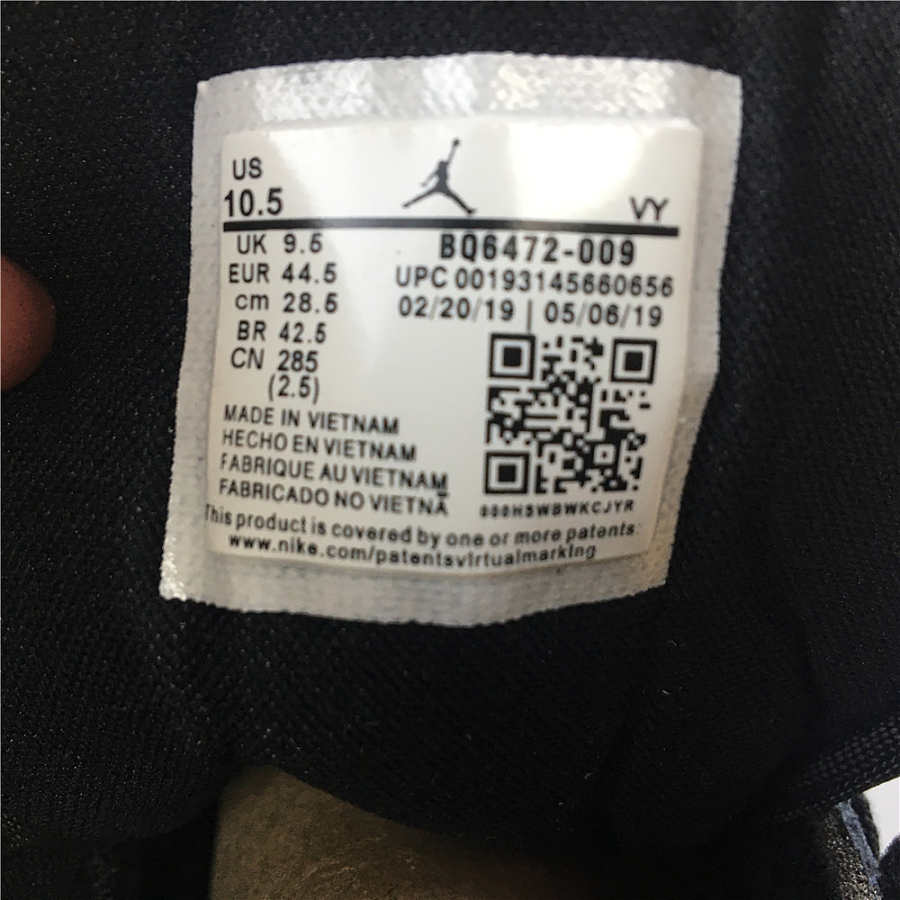 US
10.5
VY
UK 9.5
EUR 44.5
cm 28.5
BR 42.5
CN 285
(2.5)
BQ6472-009
UPC 00193145660656
02/20/19 | 05/06/19
MADE IN VIETNAM
HECHO EN VIETNAM
FABRIQUE AU VIETNAM
FABRICADO NO VIETNÃ
000H5WBWKCJYR
This product is covered by one or more patents:
www.nike.com/patentsvirtualmarking